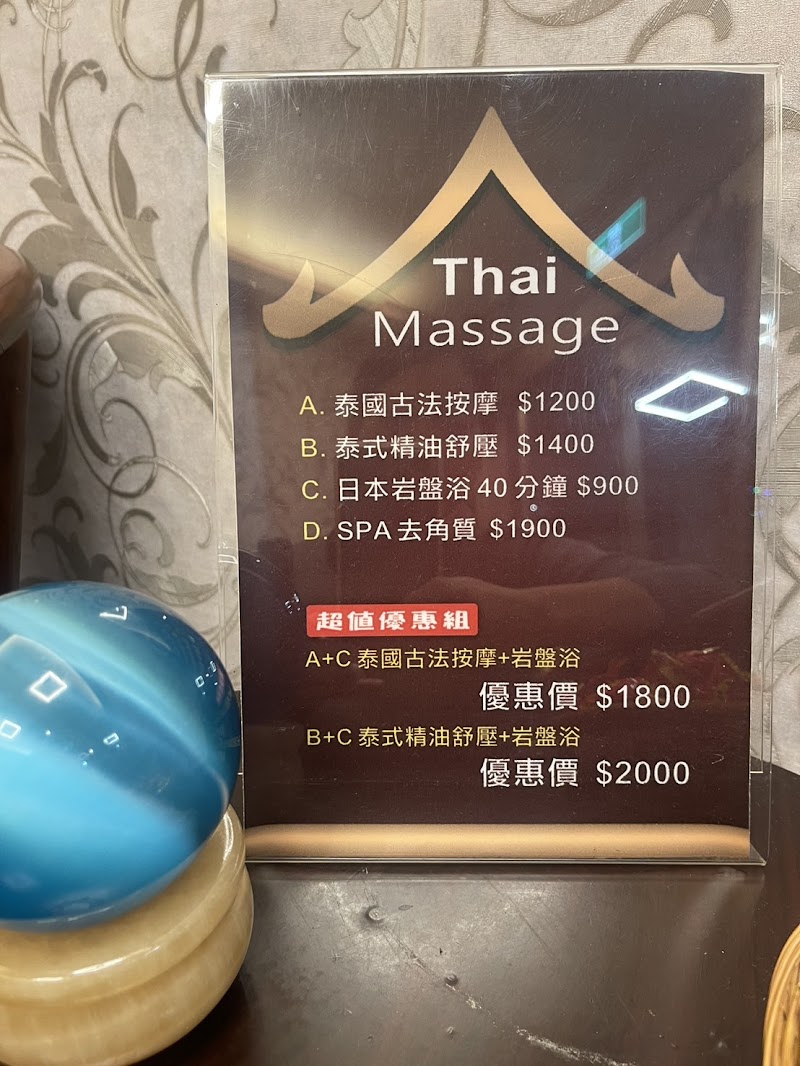 Thai
Massage
A. 泰國古法按摩 $1200
B. 泰式精油舒壓 $1400
C. 日本岩盤浴 40 分鐘 $900
D. SPA 去角質 $1900
超值優惠組
A+C 泰國古法按摩+岩盤浴
優惠價 $1800
B+C 泰式精油舒壓+岩盤浴
優惠價 $2000